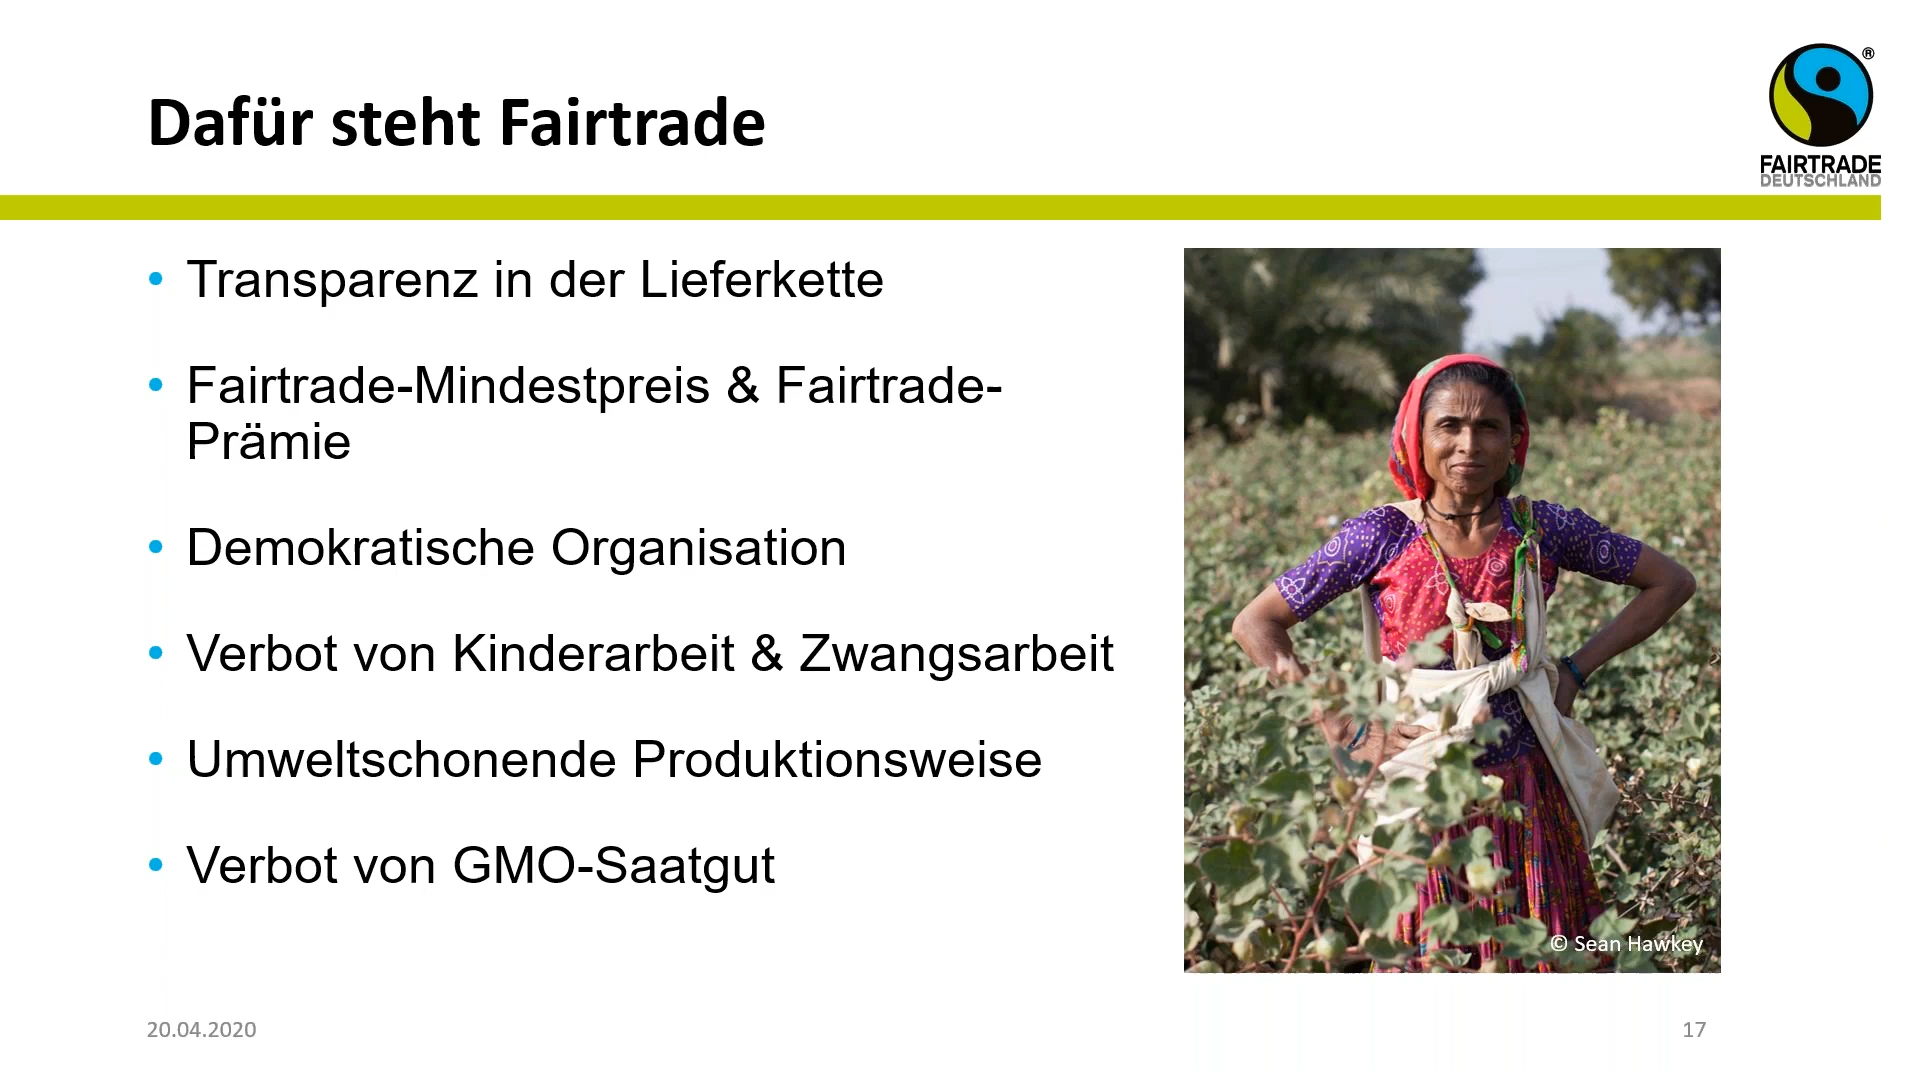 Dafür steht Fairtrade
®
FAIRTRADE
DEUTSCHLAND
• Transparenz in der Lieferkette
• Fairtrade-Mindestpreis & Fairtrade-
Prämie
• Demokratische Organisation
• Verbot von Kinderarbeit & Zwangsarbeit
• Umweltschonende Produktionsweise
• Verbot von GMO-Saatgut
© Sean Hawkey
20.04.2020
17